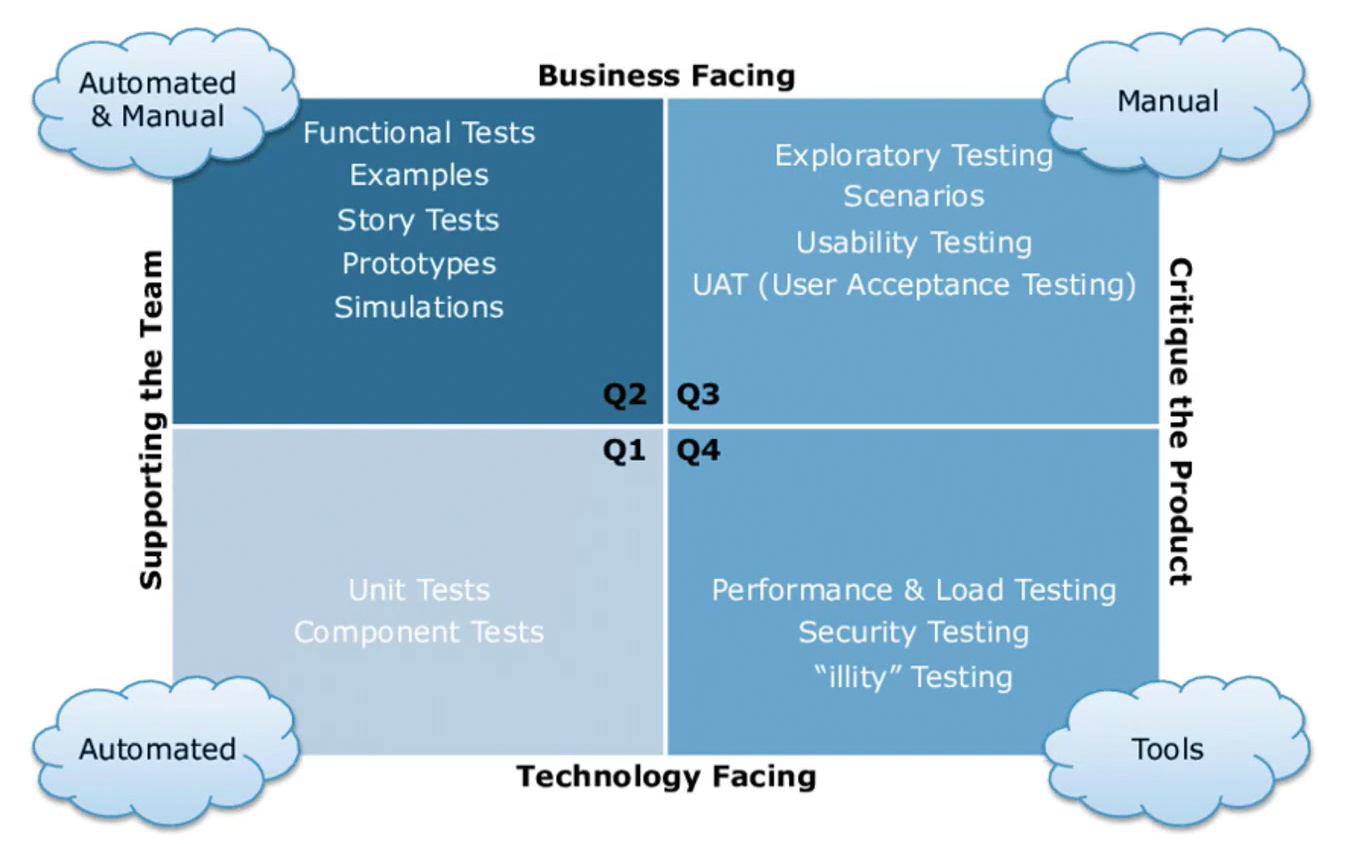 Business Facing
Automated
& Manual
Manual
Functional Tests
Examples
Story Tests
Prototypes
Simulations
Q2
Exploratory Testing
Scenarios
Usability Testing
UAT (User Acceptance Testing)
Q3
Supporting the Team
Critique the Product
Q1
Unit Tests
Component Tests
Q4
Performance & Load Testing
Security Testing
“illity” Testing
Automated
Tools
Technology Facing